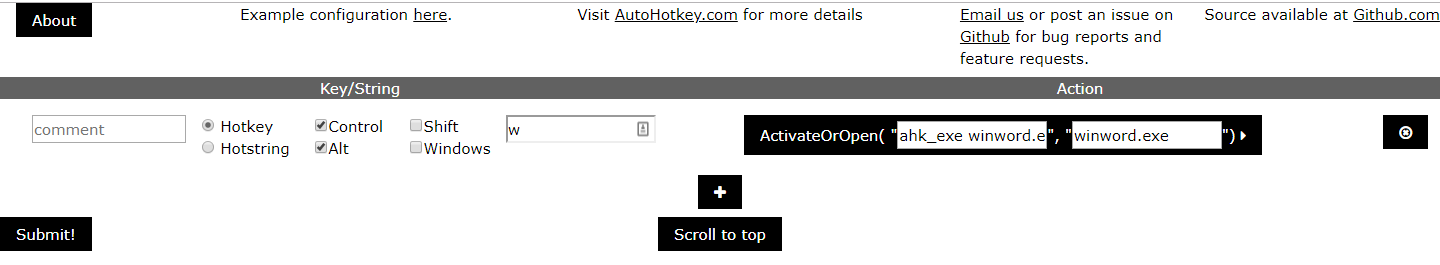 About
Example configuration here.
Visit AutoHotkey.com for more details
Email us or post an issue on
Github for bug reports and
feature requests.
Source available at Github.com
Key/String
Action
comment
Hotkey
Hotstring
Control
Alt
Shift
Windows
w
ActivateOrOpen( "ahk_exe winword.e", "winword.exe")
Submit!
Scroll to top